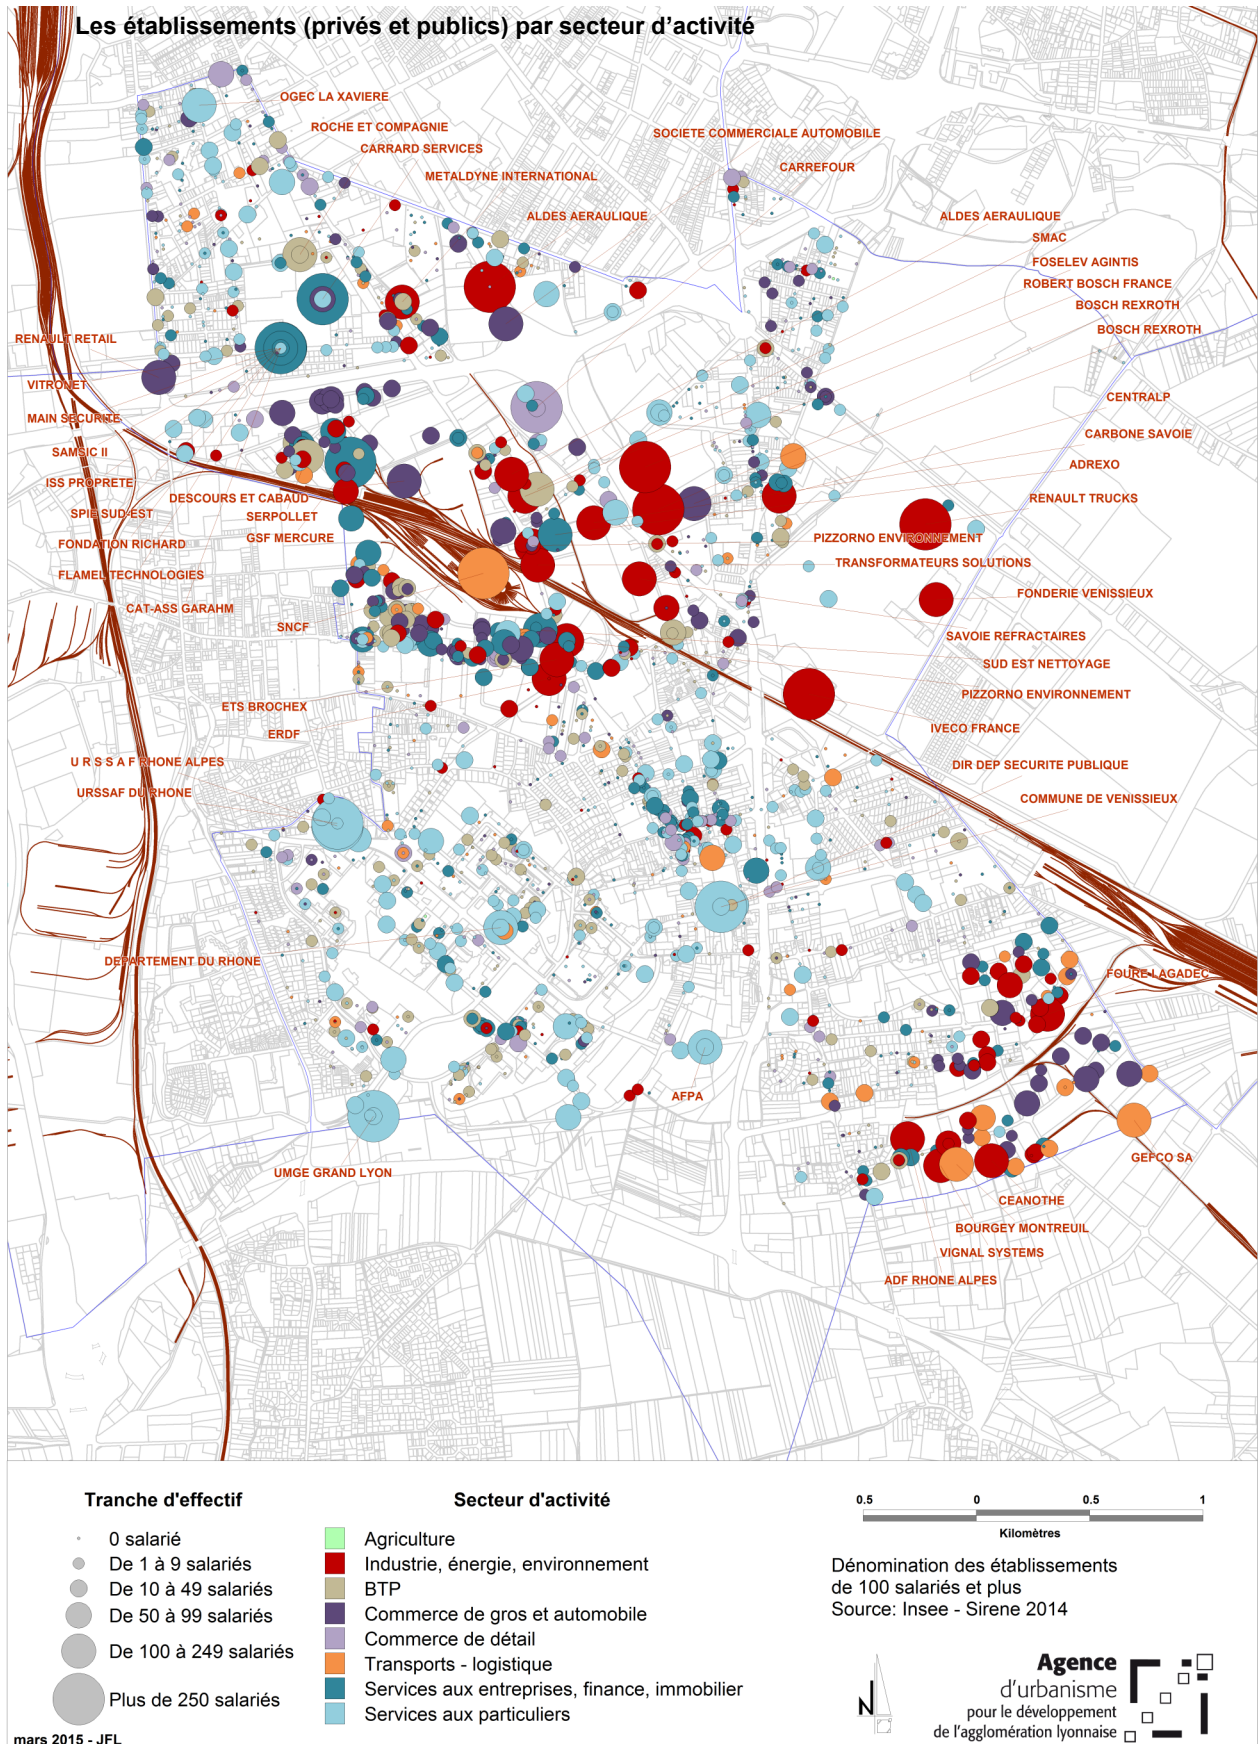 Les établissements (privés et publics) par secteur d'activité
OGEC LA XAVIERE
ROCHE ET COMPAGNIE
CARRARD SERVICES
METALDYNE INTERNATIONAL
ALDES AERAULIQUE
SOCIETE COMMERCIALE AUTOMOBILE
CARREFOUR
ALDES AERAULIQUE
SMAC
FOSELEV AGINTIS
ROBERT BOSCH FRANCE
BOSCH REXROTH
BOSCH REXROTH
RENAULT RETAIL
VITRONET
MAIN SECURITE
SAMSIC II
ISS PROPRETE
SPIE SUD-EST
FONDATION RICHARD
FLAMEL TECHNOLOGIES
CAT-ASS GARAHM
DESCOURS ET CABAUD
SERPOLLET
GSF MERCURE
SNCF
CENTRALP
CARBONE SAVOIE
ADREXO
RENAULT TRUCKS
PIZZORNO ENVIRONNEMENT
TRANSFORMATEURS SOLUTIONS
FONDERIE VENISSIEUX
SAVOIE REFRACTAIRES
SUD EST NETTOYAGE
PIZZORNO ENVIRONNEMENT
IVECO FRANCE
DIR DEP SECURITE PUBLIQUE
COMMUNE DE VENISSIEUX
ETS BROCHEX
ERDF
U R S S A F RHONE ALPES
URSSAF DU RHONE
DEPARTEMENT DU RHONE
FOURE LAGADEC
AFPA
UMGE GRAND LYON
GEFCO SA
CEANOTHE
BOURGEY MONTREUIL
VIGNAL SYSTEMS
ADF RHONE ALPES
Tranche d'effectif
0 salarié
De 1 à 9 salariés
De 10 à 49 salariés
De 50 à 99 salariés
De 100 à 249 salariés
Plus de 250 salariés
mars 2015 - JFL
Secteur d'activité
Agriculture
Industrie, énergie, environnement
BTP
Commerce de gros et automobile
Commerce de détail
Transports - logistique
Services aux entreprises, finance, immobilier
Services aux particuliers
0.5 0 0.5 1
Kilomètres
Dénomination des établissements
de 100 salariés et plus
Source: Insee - Sirene 2014
N
Agence
d'urbanisme
pour le développement
de l'agglomération lyonnaise